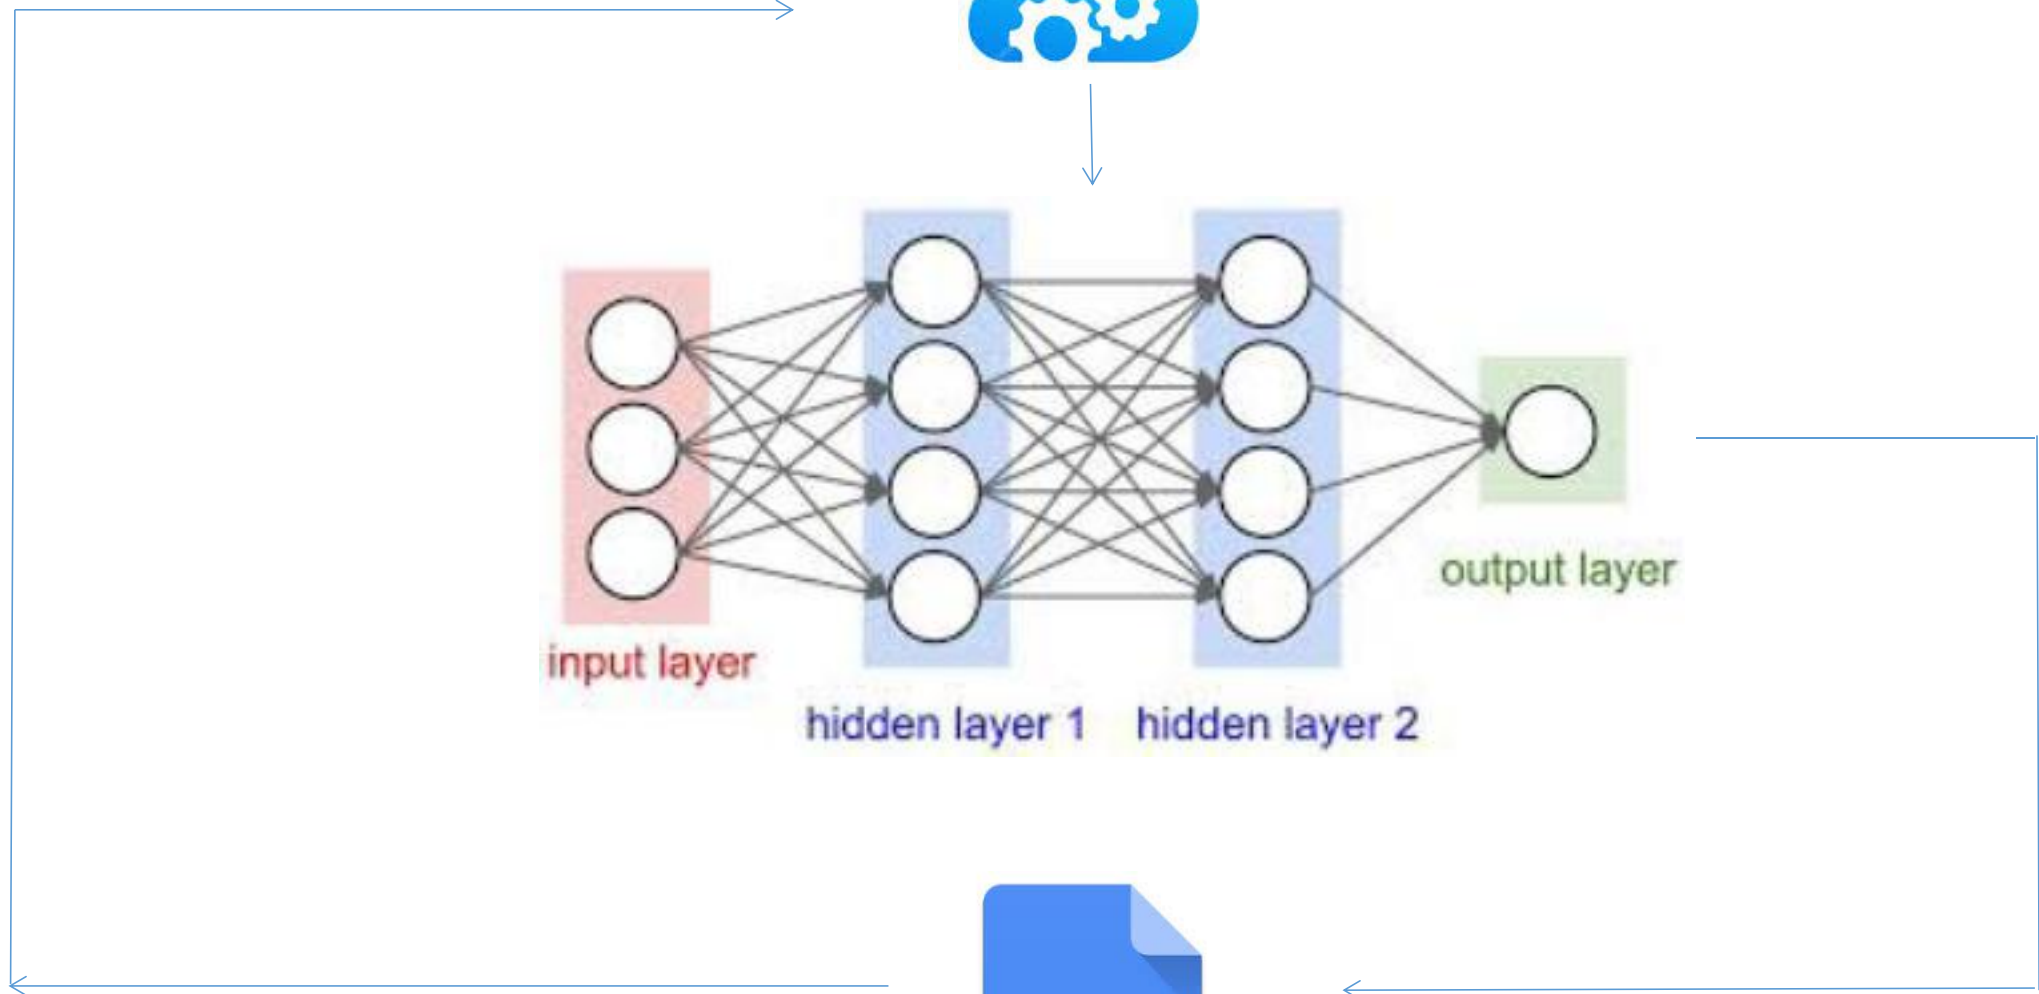 input layer
hidden layer 1
hidden layer 2
output layer